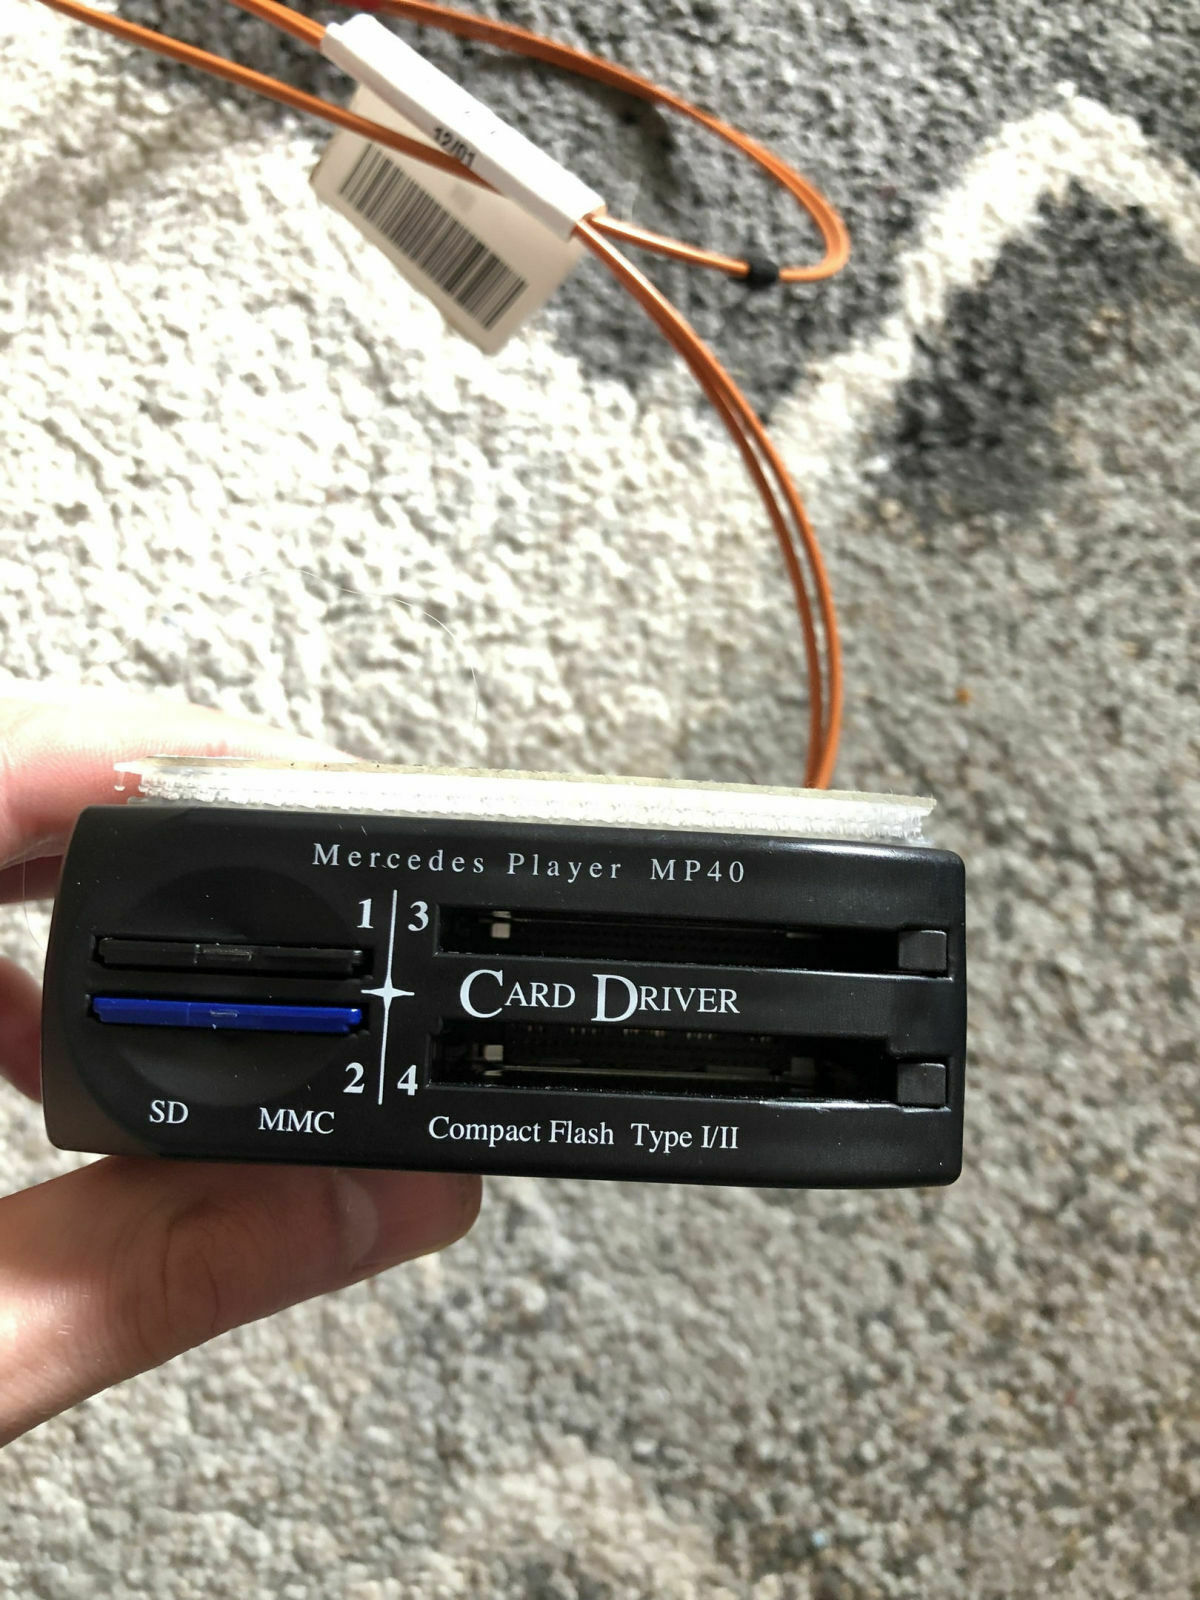 12/01
Mercedes Player MP40
1 3
CARD DRIVER
2 4
SD MMC
Compact Flash Type I/II